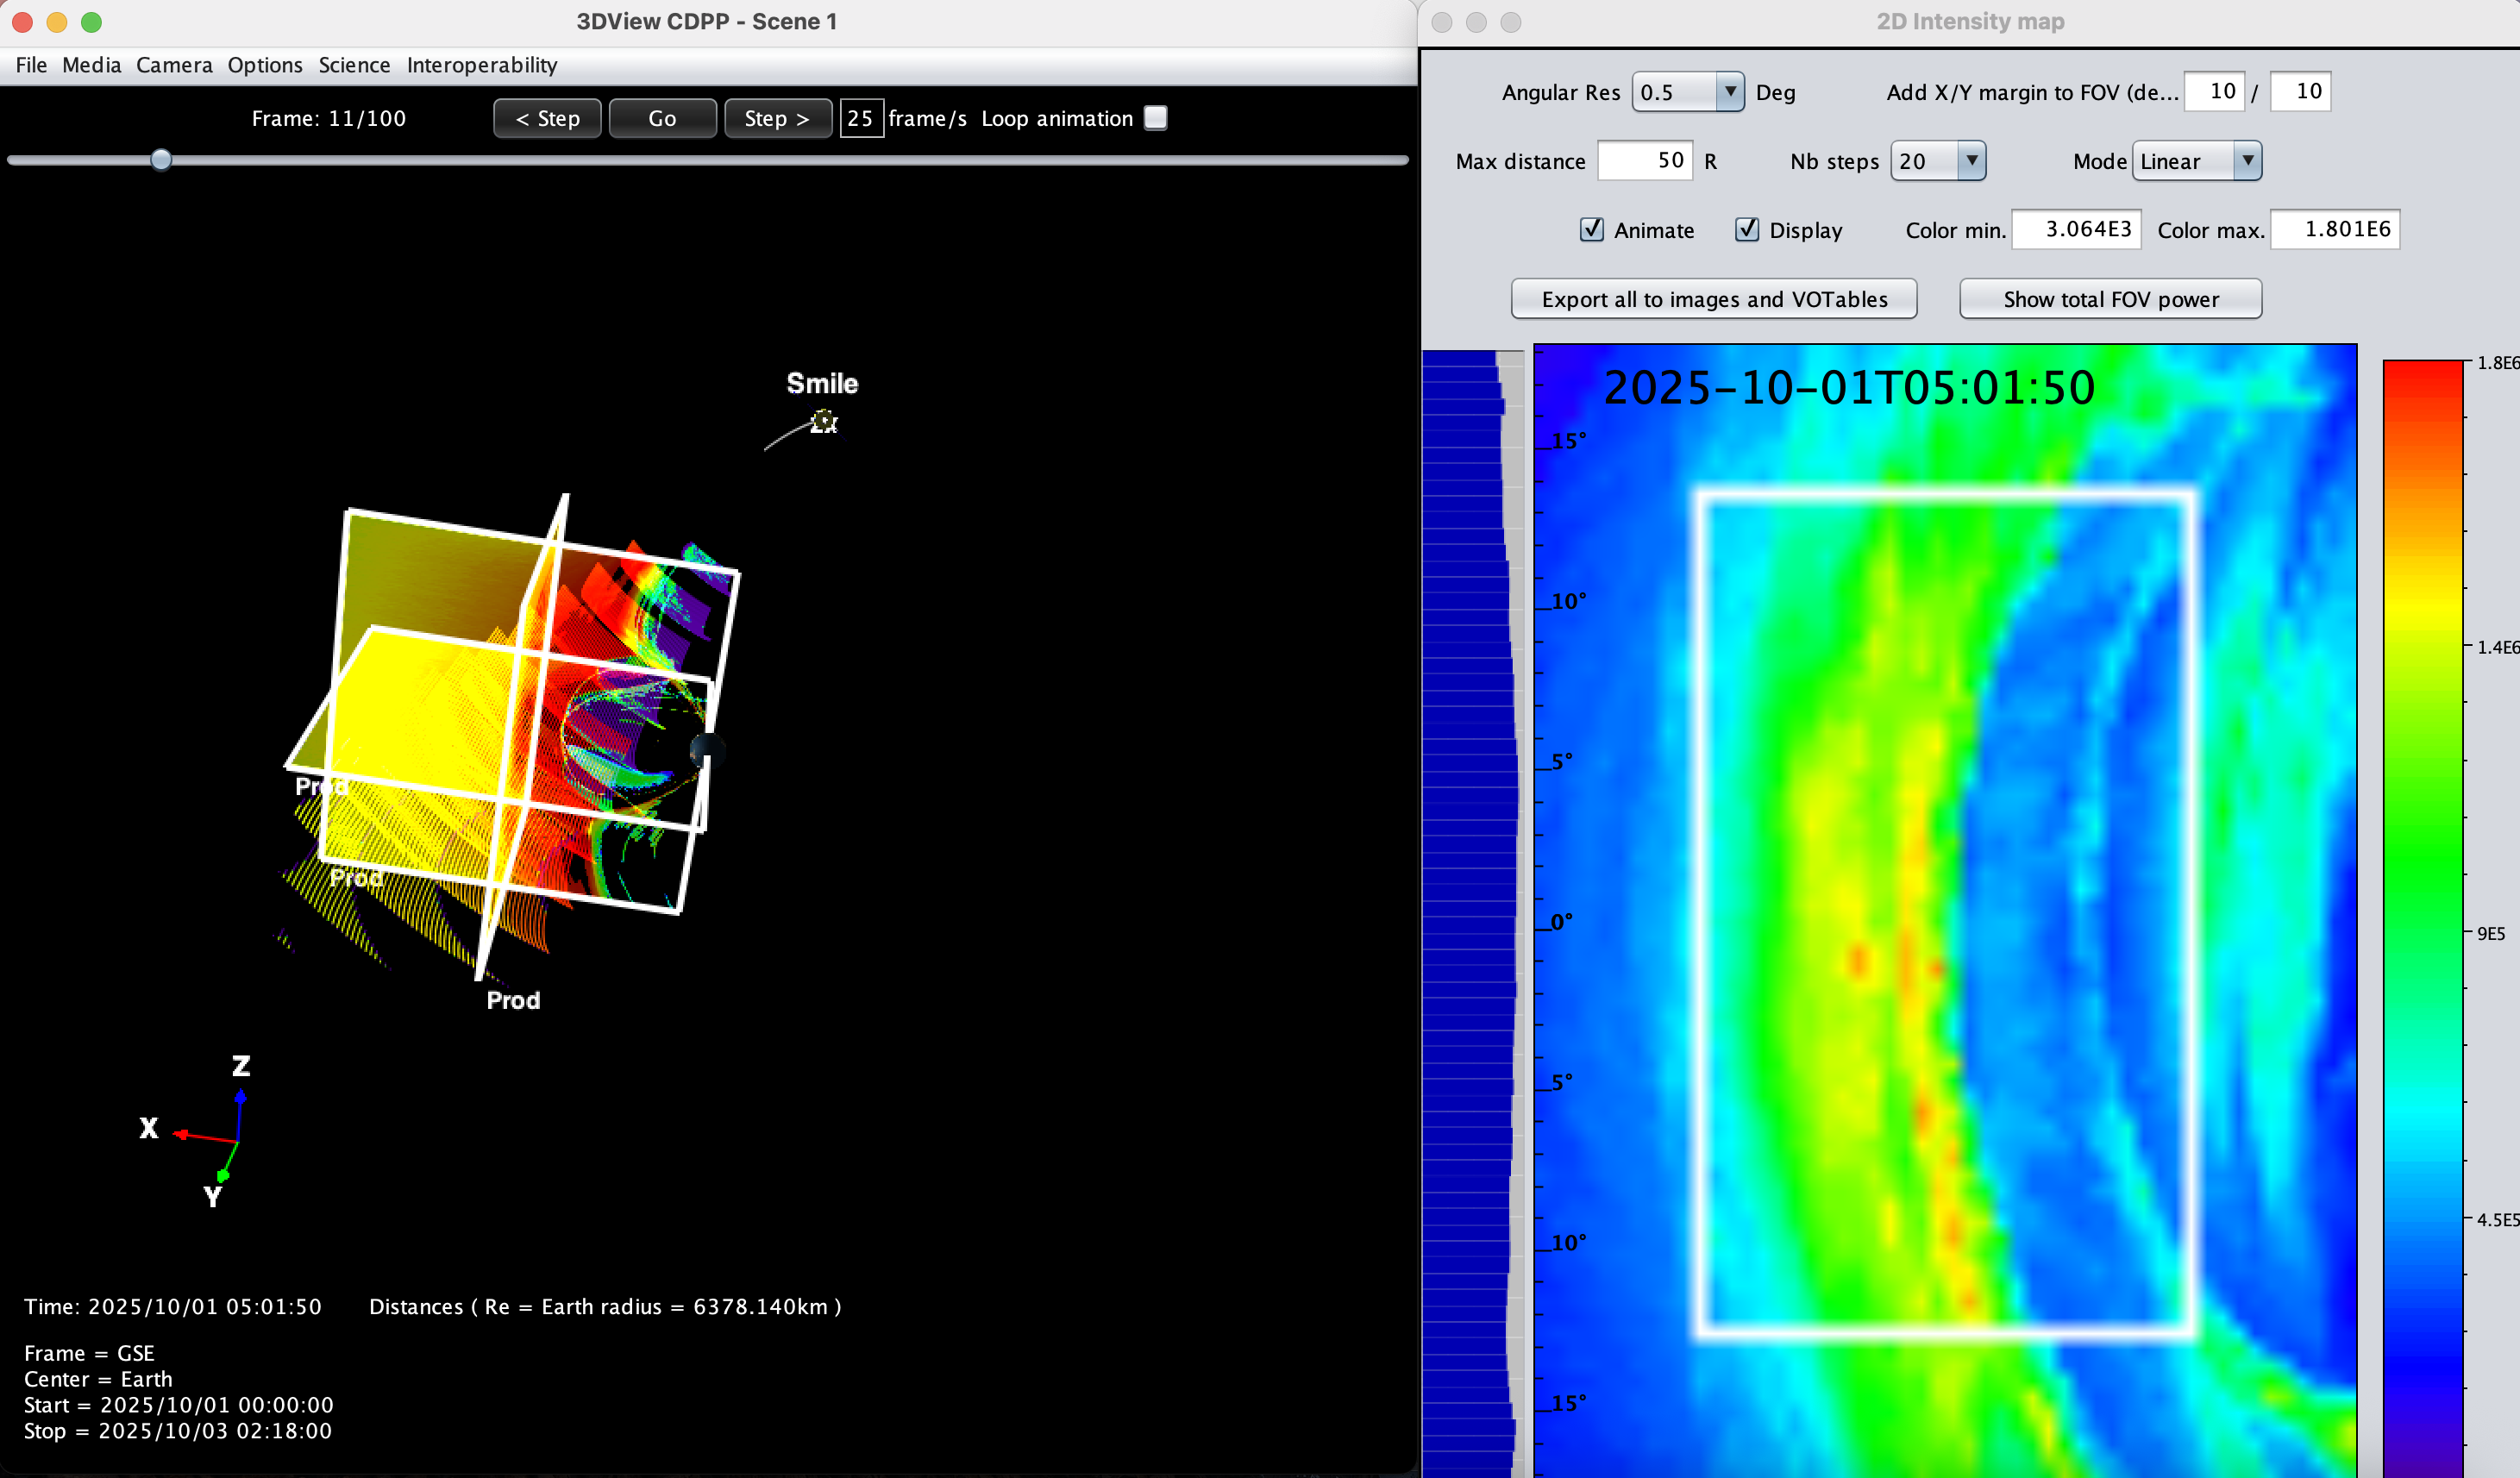 3DView CDPP - Scene 1
File Media Camera Options Science Interoperability
Frame: 11/100 < Step Go Step > 25 frame/s Loop animation
Smile
Prod
Prod
Prod
Z
X
Y
Time: 2025/10/01 05:01:50 Distances ( Re = Earth radius = 6378.140km )
Frame = GSE
Center = Earth
Start = 2025/10/01 00:00:00
Stop = 2025/10/03 02:18:00
2D Intensity map
Angular Res 0.5 Deg Add X/Y margin to FOV (de... 10 / 10
Max distance 50 R Nb steps 20 Mode Linear
Animate Display Color min. 3.064E3 Color max. 1.801E6
Export all to images and VOTables Show total FOV power
2025-10-01T05:01:50
15°
10°
5°
0°
5°
10°
15°
1.8E6
1.4E6
9E5
4.5E5